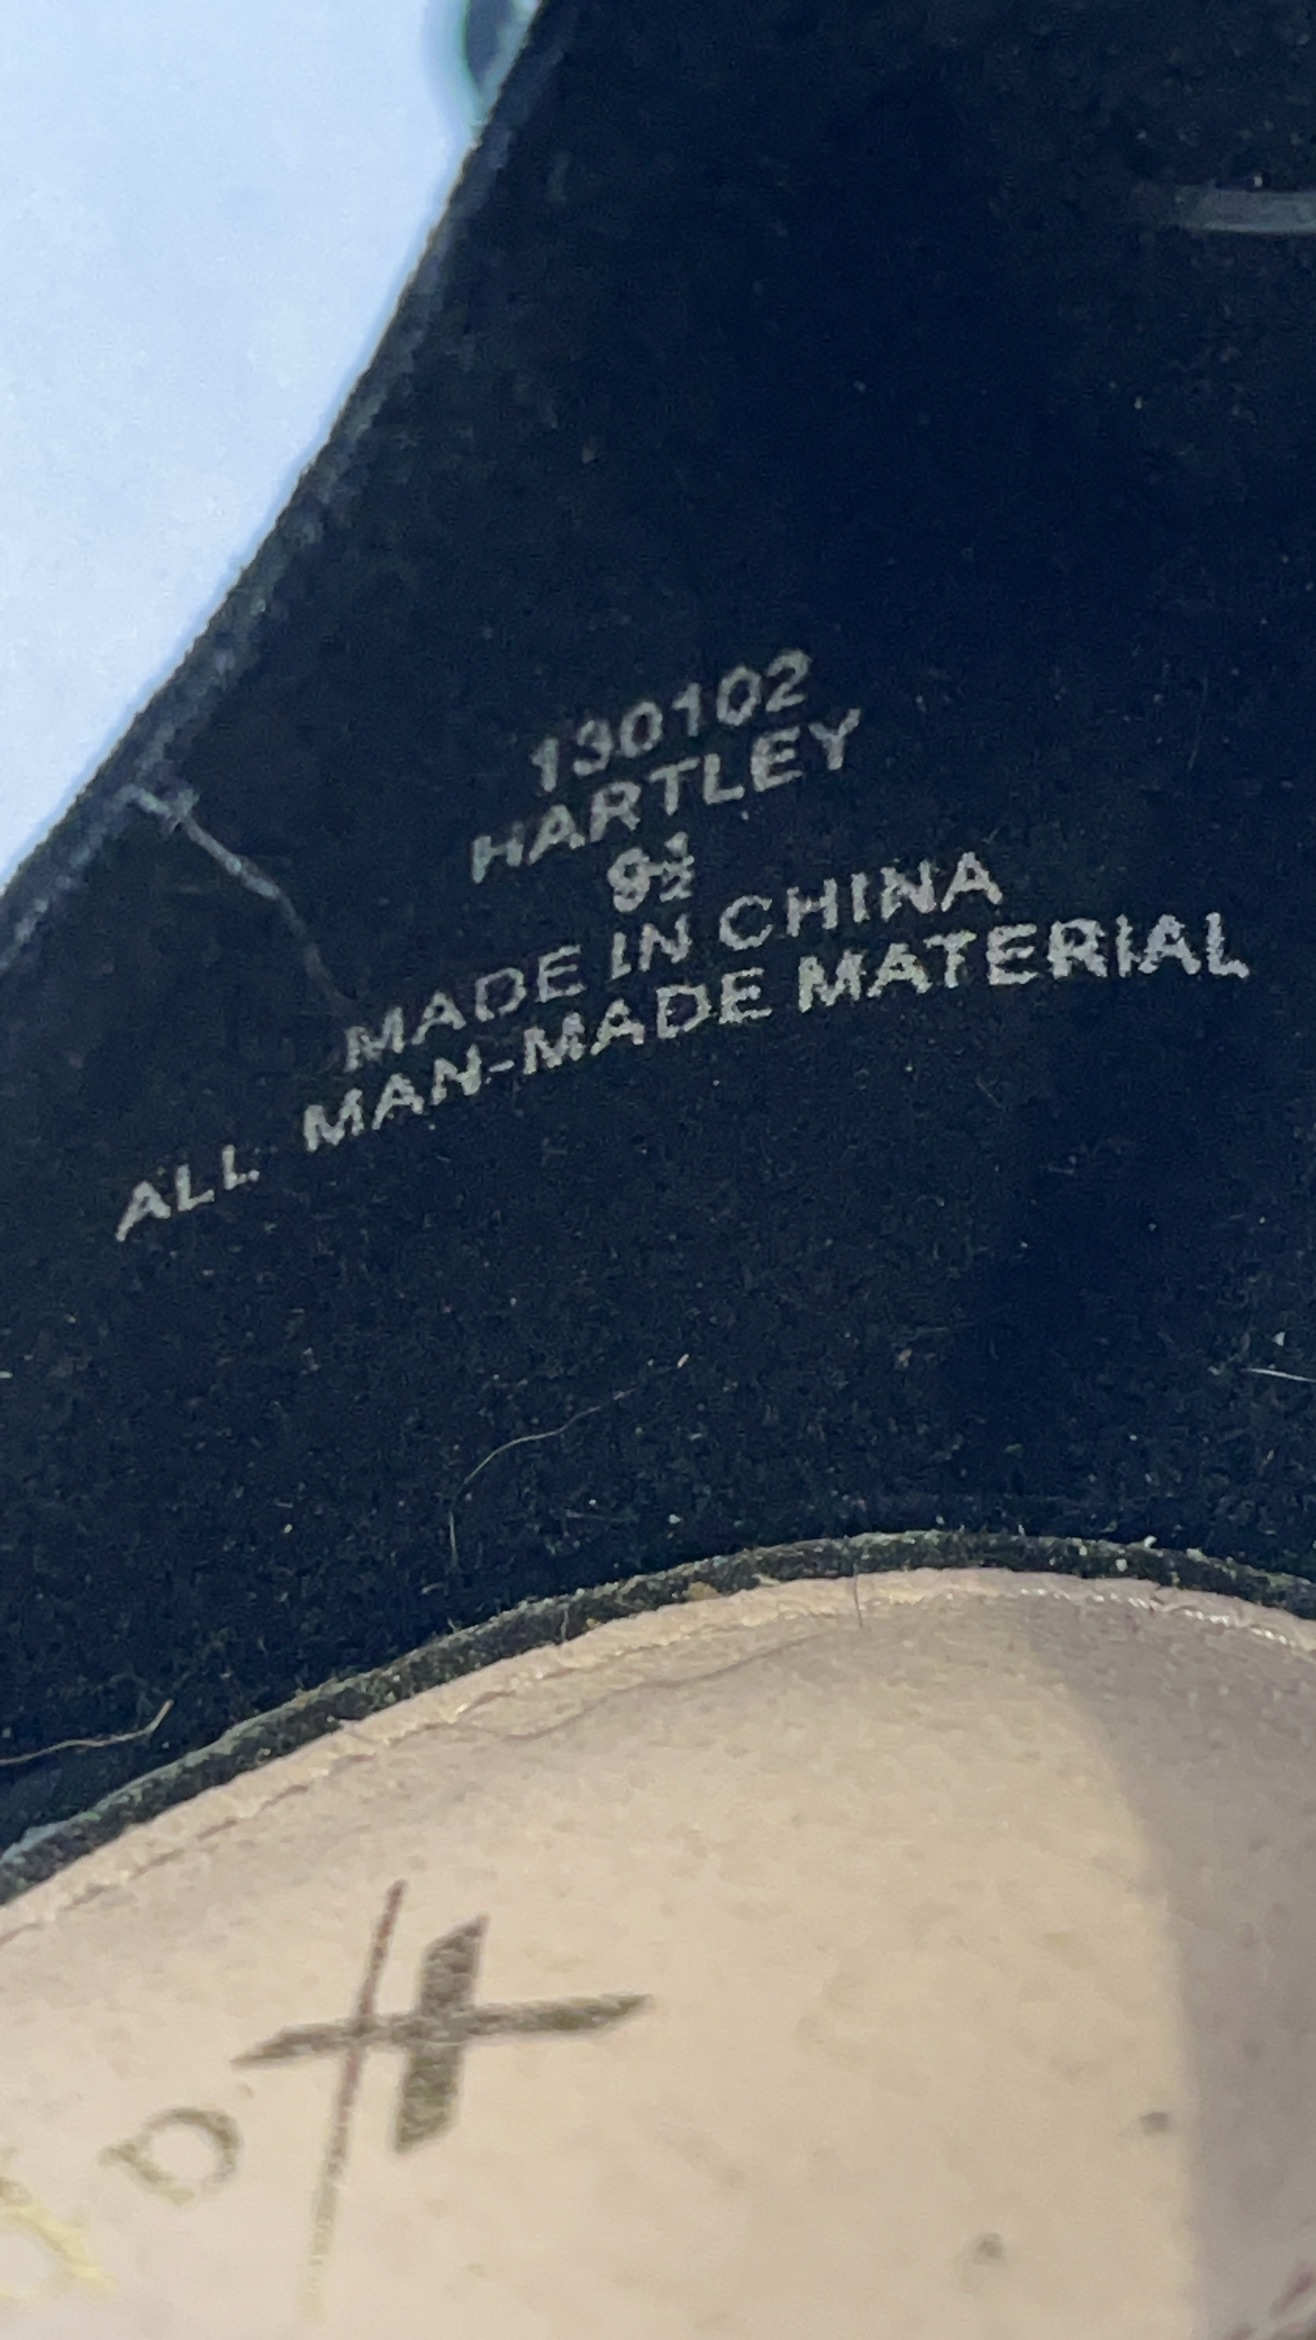 130102
HARTLEY
9½
MADE IN CHINA
ALL MAN-MADE MATERIAL